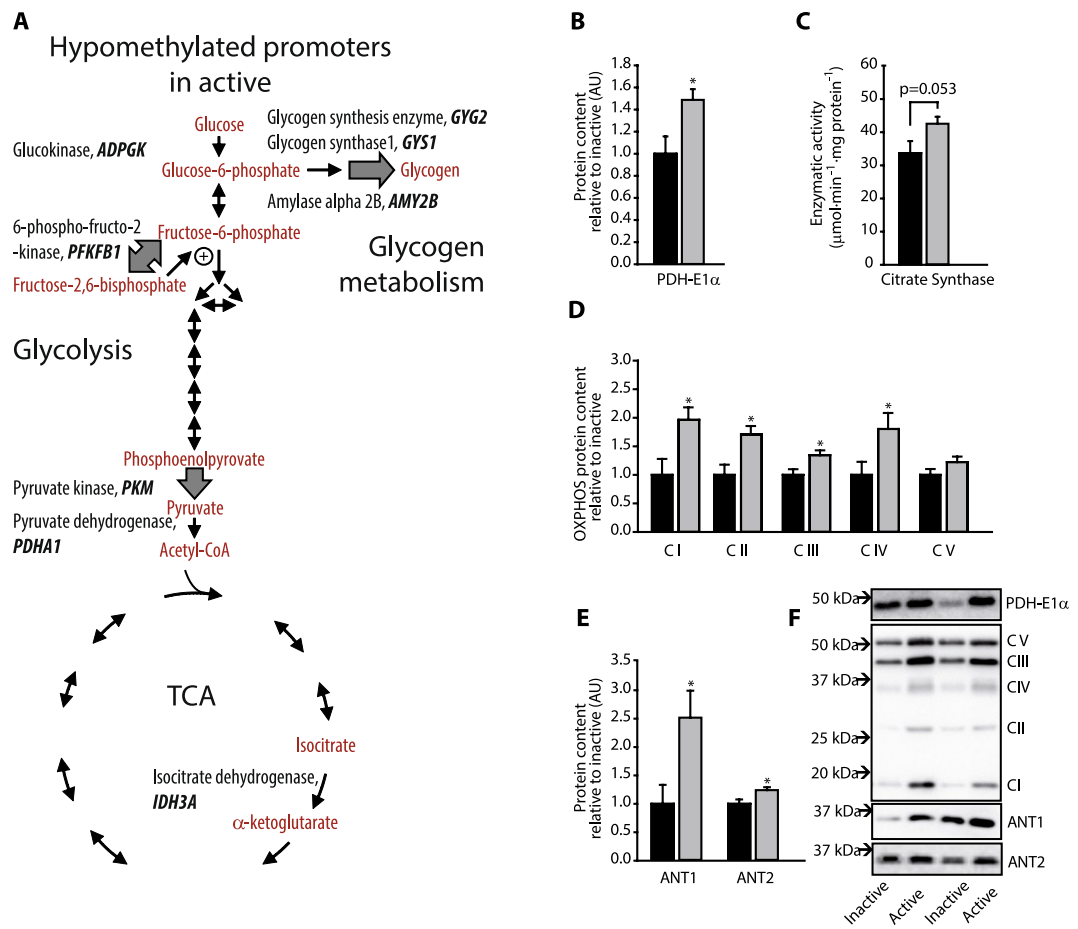 A
Hypomethylated promoters
in active
Glucose
Glycogen synthesis enzyme, GYG2
Glycogen synthase1, GYS1
Glucokinase, ADPGK
Glucose-6-phosphate
Glycogen
Amylase alpha 2B, AMY2B
6-phospho-fructo-2
-kinase, PFKFB1
Fructose-6-phosphate
+
Fructose-2,6-bisphosphate
Glycogen
metabolism
Glycolysis
Phosphoenolpyrovate
Pyruvate kinase, PKM
Pyruvate
Pyruvate dehydrogenase,
PDHA1
Acetyl-CoA
TCA
Isocitrate
Isocitrate dehydrogenase,
IDH3A
α-ketoglutarate
B
Protein content
relative to inactive (AU)
1.8
1.6
1.4
1.2
1.0
0.8
0.6
0.4
0.2
0.0
*
PDH-E1α
C
Enzymatic activity
(μmol·min⁻¹·mg protein⁻¹)
60
50
40
30
20
10
0
p=0.053
Citrate Synthase
D
OXPHOS protein content
relative to inactive
3.0
2.5
2.0
1.5
1.0
0.5
0.0
* * * *
C I C II C III C IV C V
E
Protein content
relative to inactive (AU)
3.5
3.0
2.5
2.0
1.5
1.0
0.5
0.0
* *
ANT1 ANT2
F
50 kDa PDH-E1α
50 kDa C V
CIII
37 kDa CIV
CII
25 kDa
20 kDa
CI
37 kDa ANT1
37 kDa ANT2
Inactive Active Inactive Active